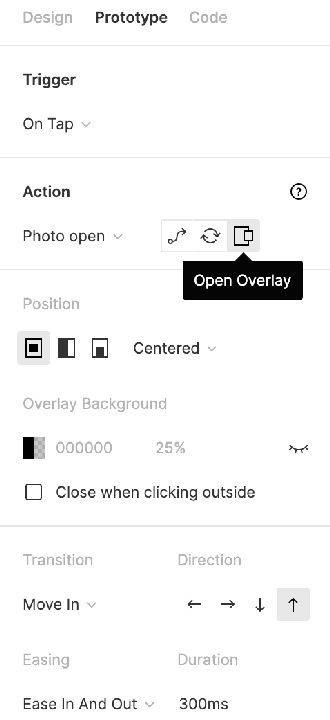 Design Prototype Code
Trigger
On Tap
Action ?
Photo open
Open Overlay
Position
Centered
Overlay Background
000000 25%
Close when clicking outside
Transition Direction
Move In
Easing Duration
Ease In And Out 300ms